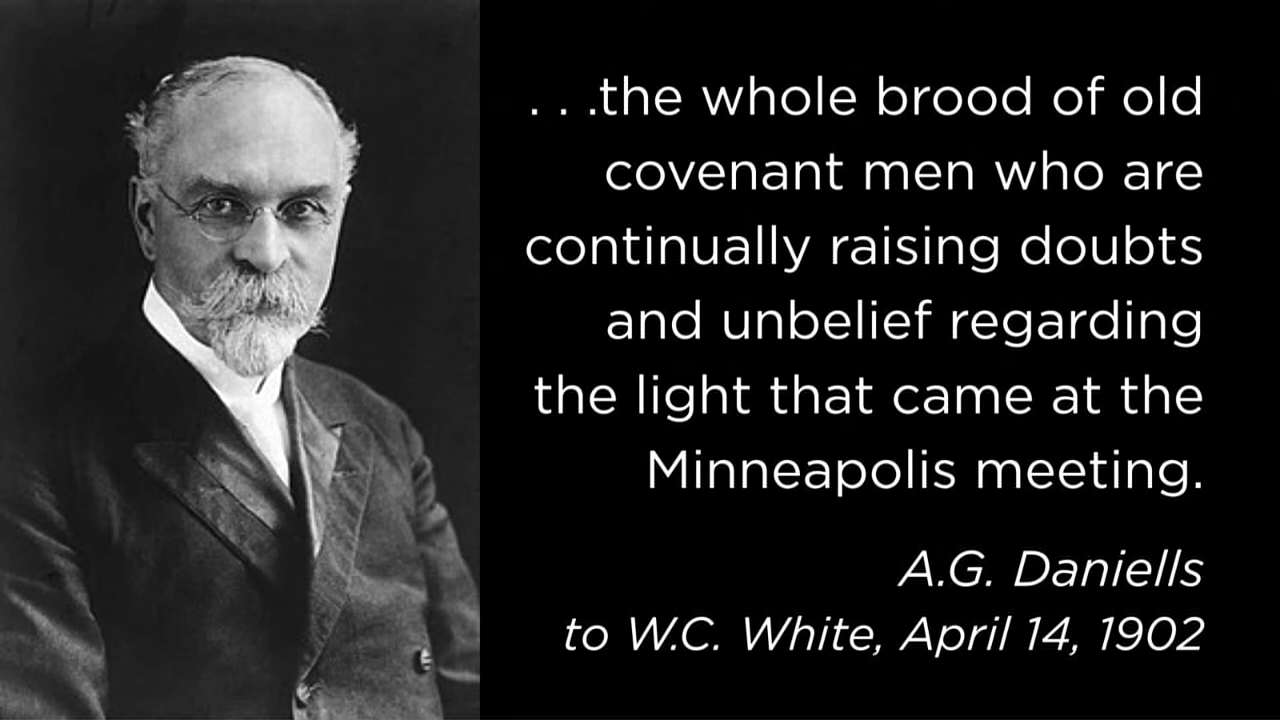 . . .the whole brood of old
covenant men who are
continually raising doubts
and unbelief regarding
the light that came at the
Minneapolis meeting.
A.G. Daniells
to W.C. White, April 14, 1902